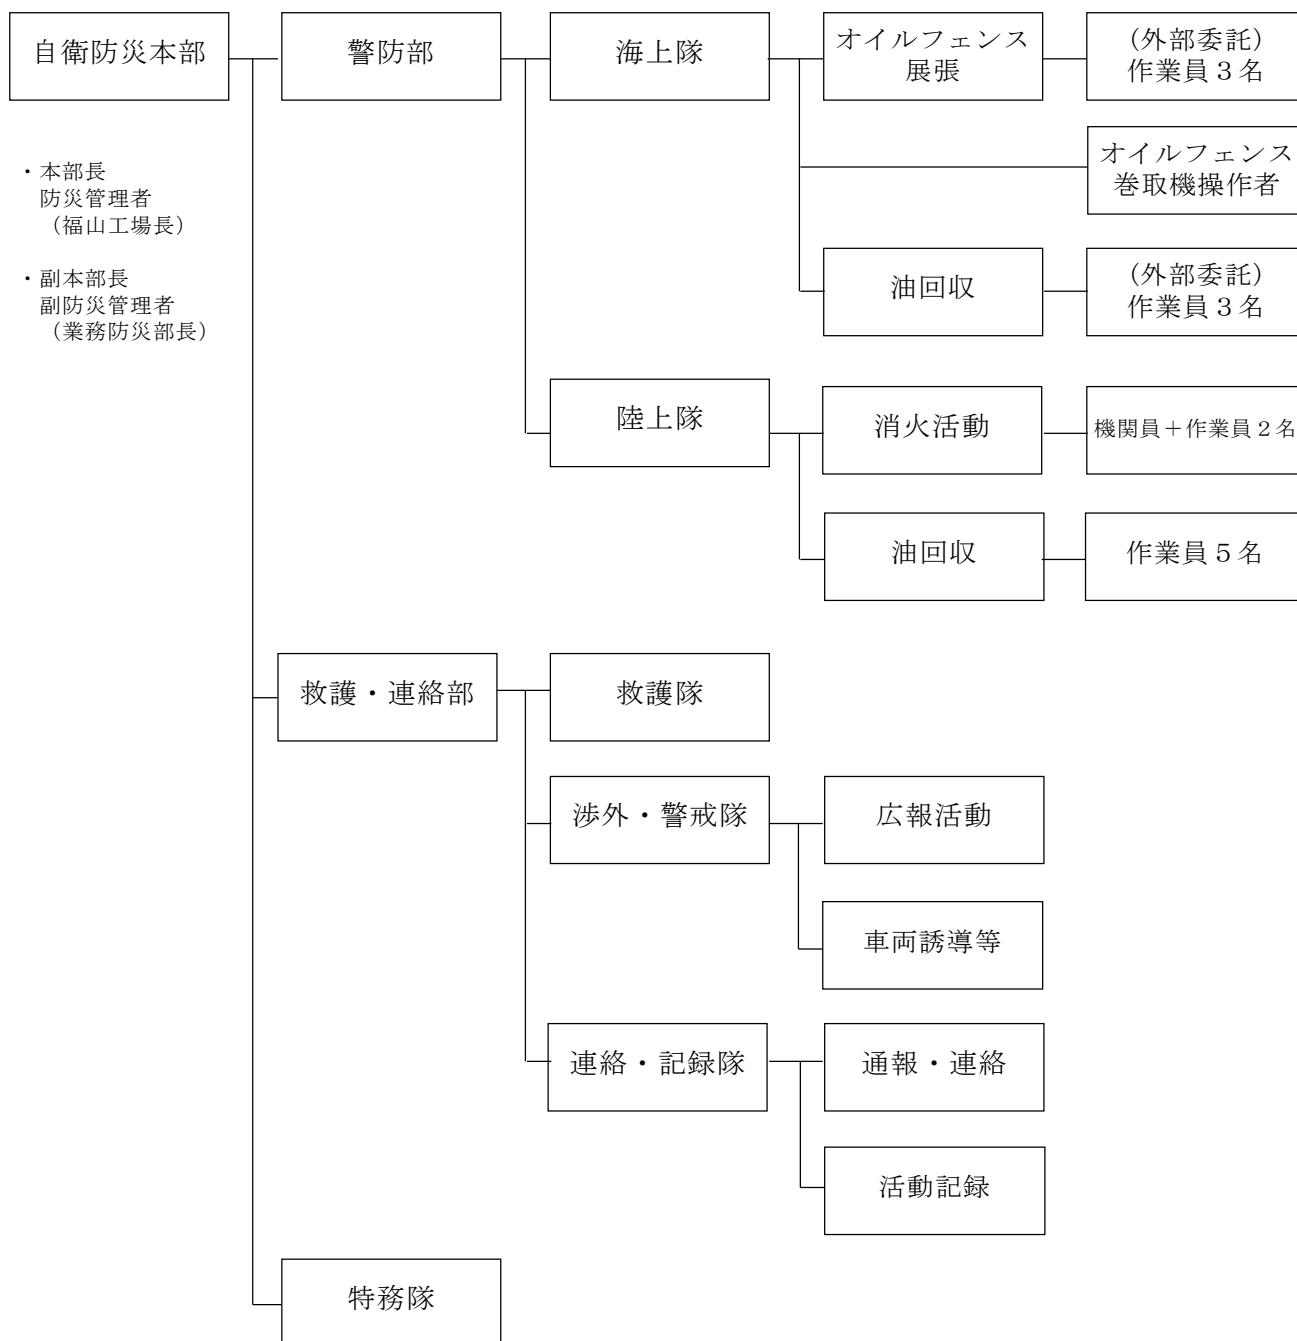 自衛防災本部
・本部長
防災管理者
（福山工場長）
・副本部長
副防災管理者
（業務防災部長）
警防部
海上隊
オイルフェンス
展張
（外部委託）
作業員３名
オイルフェンス
巻取機操作者
油回収
（外部委託）
作業員３名
陸上隊
消火活動
機関員＋作業員２名
油回収
作業員５名
救護・連絡部
救護隊
渉外・警戒隊
広報活動
車両誘導等
連絡・記録隊
通報・連絡
活動記録
特務隊